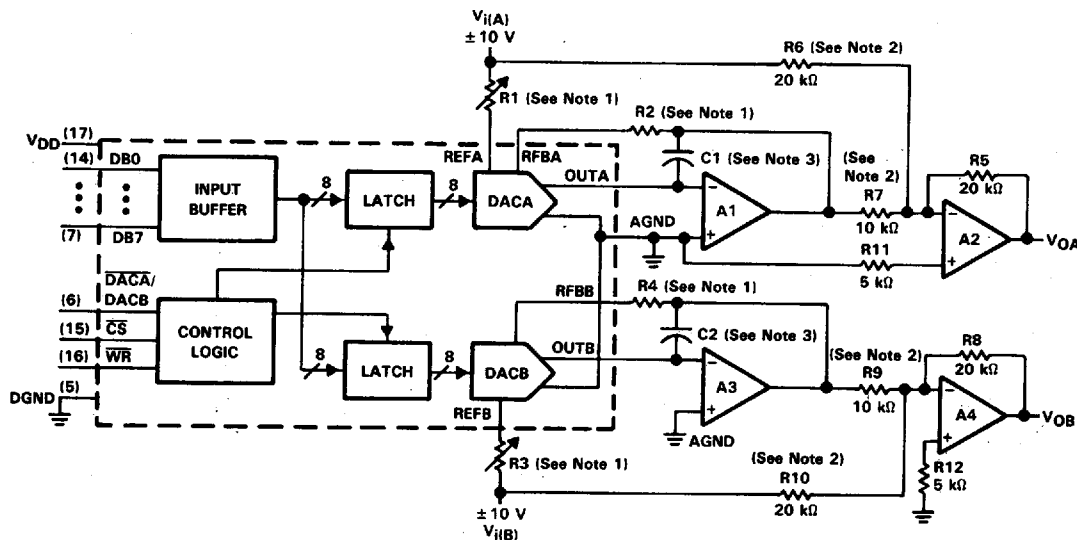 Vi(A)
± 10 V
R6 (See Note 2)
20 kΩ
R1 (See Note 1)
R2 (See Note 1)
VDD (17)
(14) DB0
REFA
RFBA
C1 (See Note 3)
(See Note 2)
R5
20 kΩ
INPUT BUFFER
8
LATCH
8
DACA
OUTA
A1
R7
10 kΩ
A2
VOA
(7) DB7
AGND
R11
5 kΩ
DACA/
DACB
(6)
(15) CS
(16) WR
CONTROL LOGIC
RFBB
R4 (See Note 1)
C2 (See Note 3)
8
LATCH
8
DACB
OUTB
A3
(See Note 2)
R9
10 kΩ
R8
20 kΩ
A4
VOB
DGND (5)
REFB
AGND
R3 (See Note 1)
(See Note 2)
R10
20 kΩ
R12
5 kΩ
± 10 V
Vi(B)